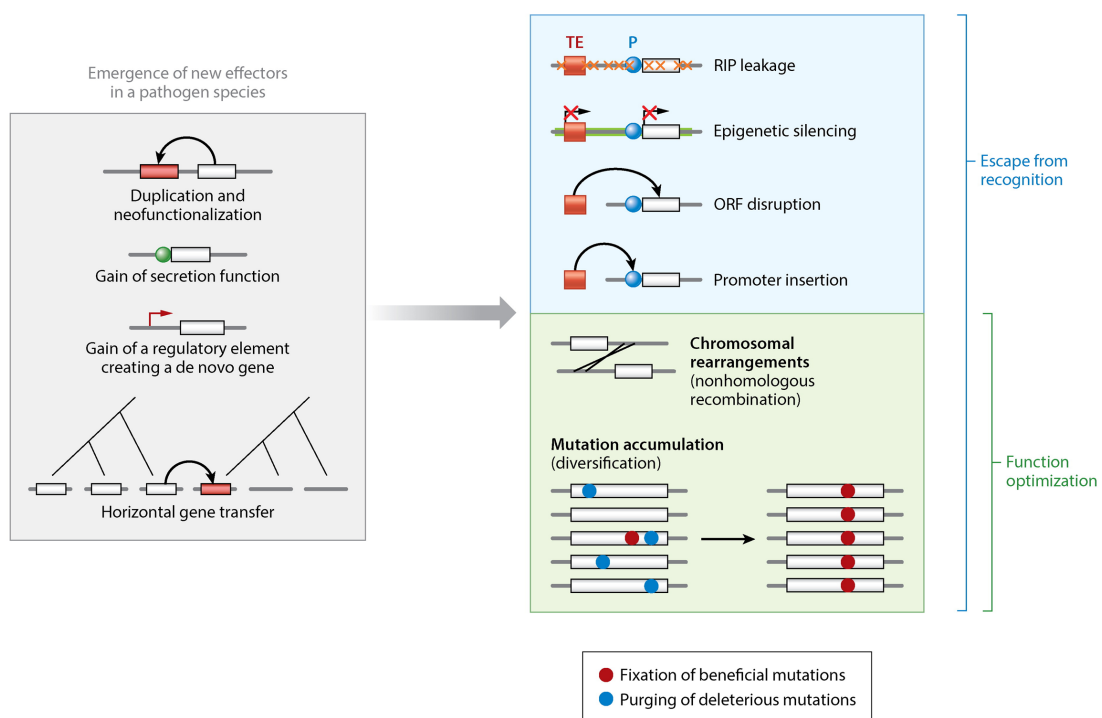 Emergence of new effectors
in a pathogen species
Duplication and
neofunctionalization
Gain of secretion function
Gain of a regulatory element
creating a de novo gene
Horizontal gene transfer
TE
P
RIP leakage
Epigenetic silencing
ORF disruption
Promoter insertion
Chromosomal
rearrangements
(nonhomologous
recombination)
Mutation accumulation
(diversification)
Escape from
recognition
Function
optimization
Fixation of beneficial mutations
Purging of deleterious mutations